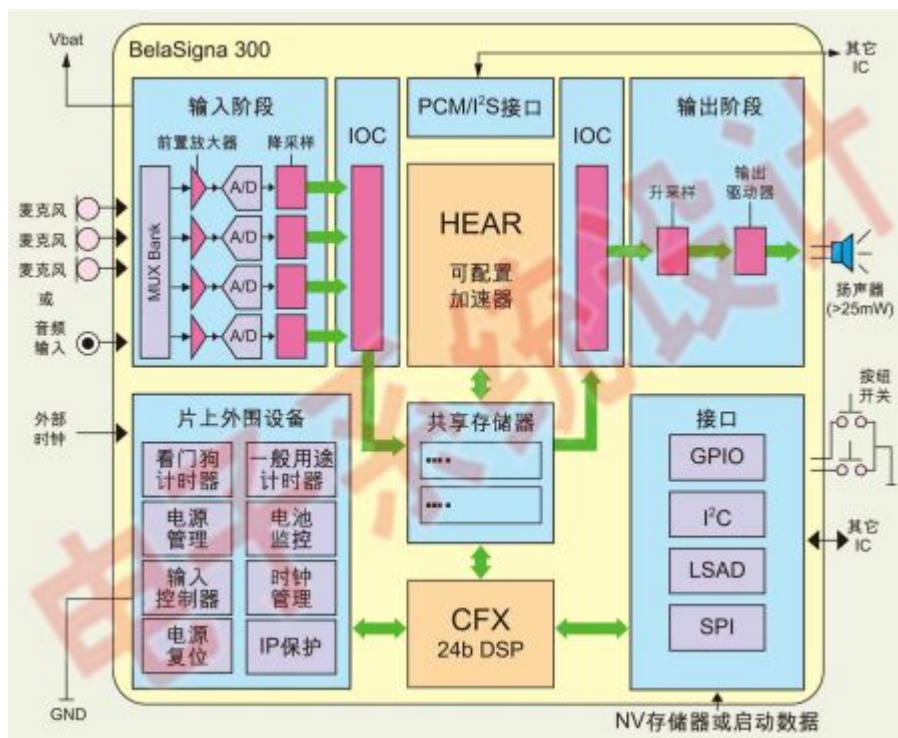 Vbat
BelaSigna 300
其它
IC
输入阶段
前置放大器
降采样
MUX Bank
A/D
A/D
A/D
A/D
IOC
PCM/I²S接口
HEAR
可配置
加速器
IOC
输出阶段
升采样
输出
驱动器
麦克风
麦克风
麦克风
或
音频
输入
扬声器
(>25mW)
外部
时钟
片上外围设备
看门狗
计时器
一般用途
计时器
电源
管理
电池
监控
输入
控制器
时钟
管理
电源
复位
IP保护
共享存储器
CFX
24b DSP
接口
GPIO
I²C
LSAD
SPI
按钮
开关
其它
IC
GND
NV存储器或启动数据
电子系统设计